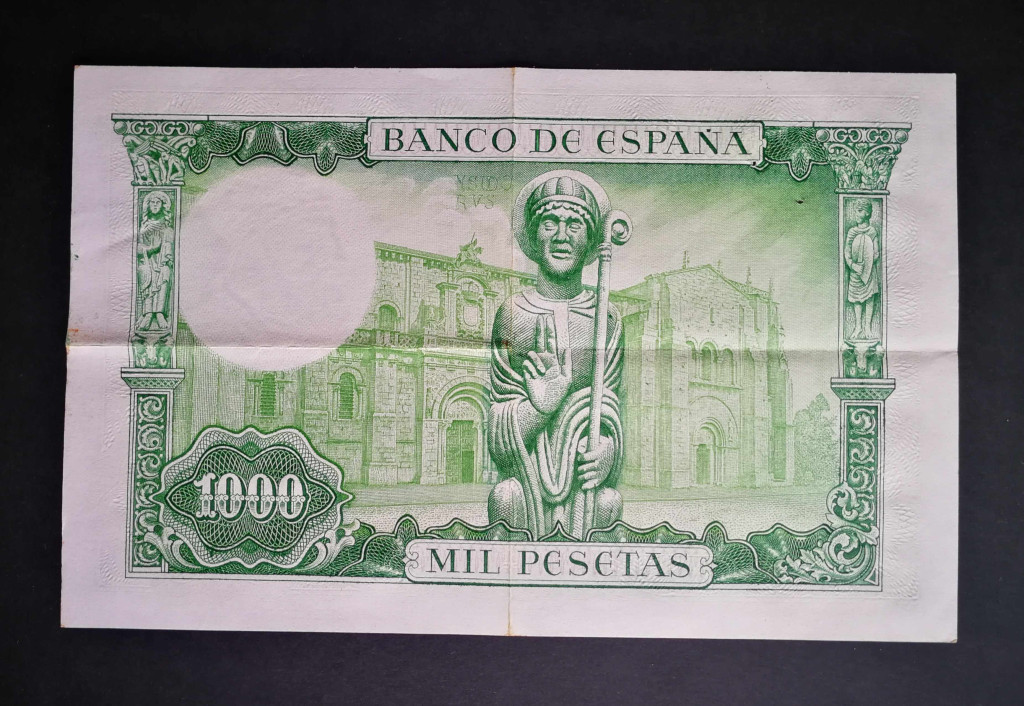 BANCO DE ESPAÑA
1000
MIL PESETAS